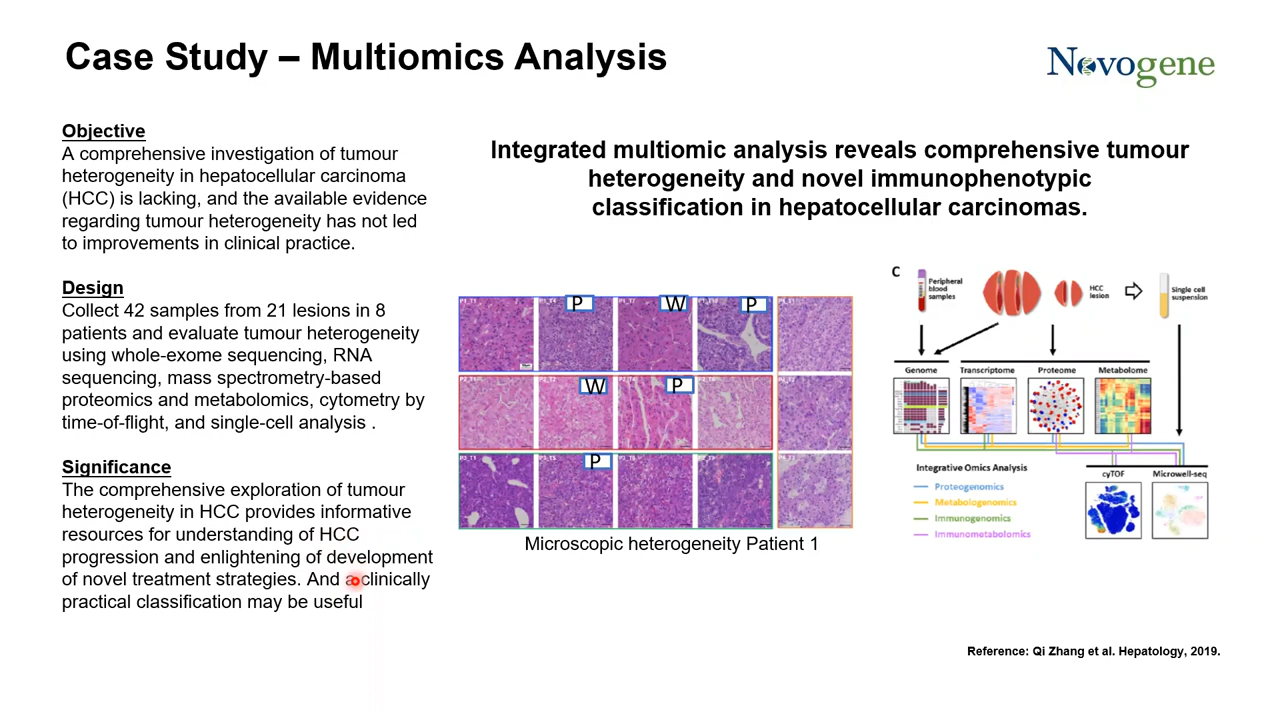 Case Study – Multiomics Analysis
Novogene
Objective
A comprehensive investigation of tumour
heterogeneity in hepatocellular carcinoma
(HCC) is lacking, and the available evidence
regarding tumour heterogeneity has not led
to improvements in clinical practice.
Design
Collect 42 samples from 21 lesions in 8
patients and evaluate tumour heterogeneity
using whole-exome sequencing, RNA
sequencing, mass spectrometry-based
proteomics and metabolomics, cytometry by
time-of-flight, and single-cell analysis .
Significance
The comprehensive exploration of tumour
heterogeneity in HCC provides informative
resources for understanding of HCC
progression and enlightening of development
of novel treatment strategies. And a clinically
practical classification may be useful
Integrated multiomic analysis reveals comprehensive tumour
heterogeneity and novel immunophenotypic
classification in hepatocellular carcinomas.
P W P
W P
P
Microscopic heterogeneity Patient 1
C
Peripheral
blood
samples
HCC
lesion
Single cell
suspension
Genome Transcriptome Proteome Metabolome
Integrative Omics Analysis
Proteogenomics
Metabologenomics
Immunogenomics
Immunometabolomics
cyTOF Microwell-seq
Reference: Qi Zhang et al. Hepatology, 2019.